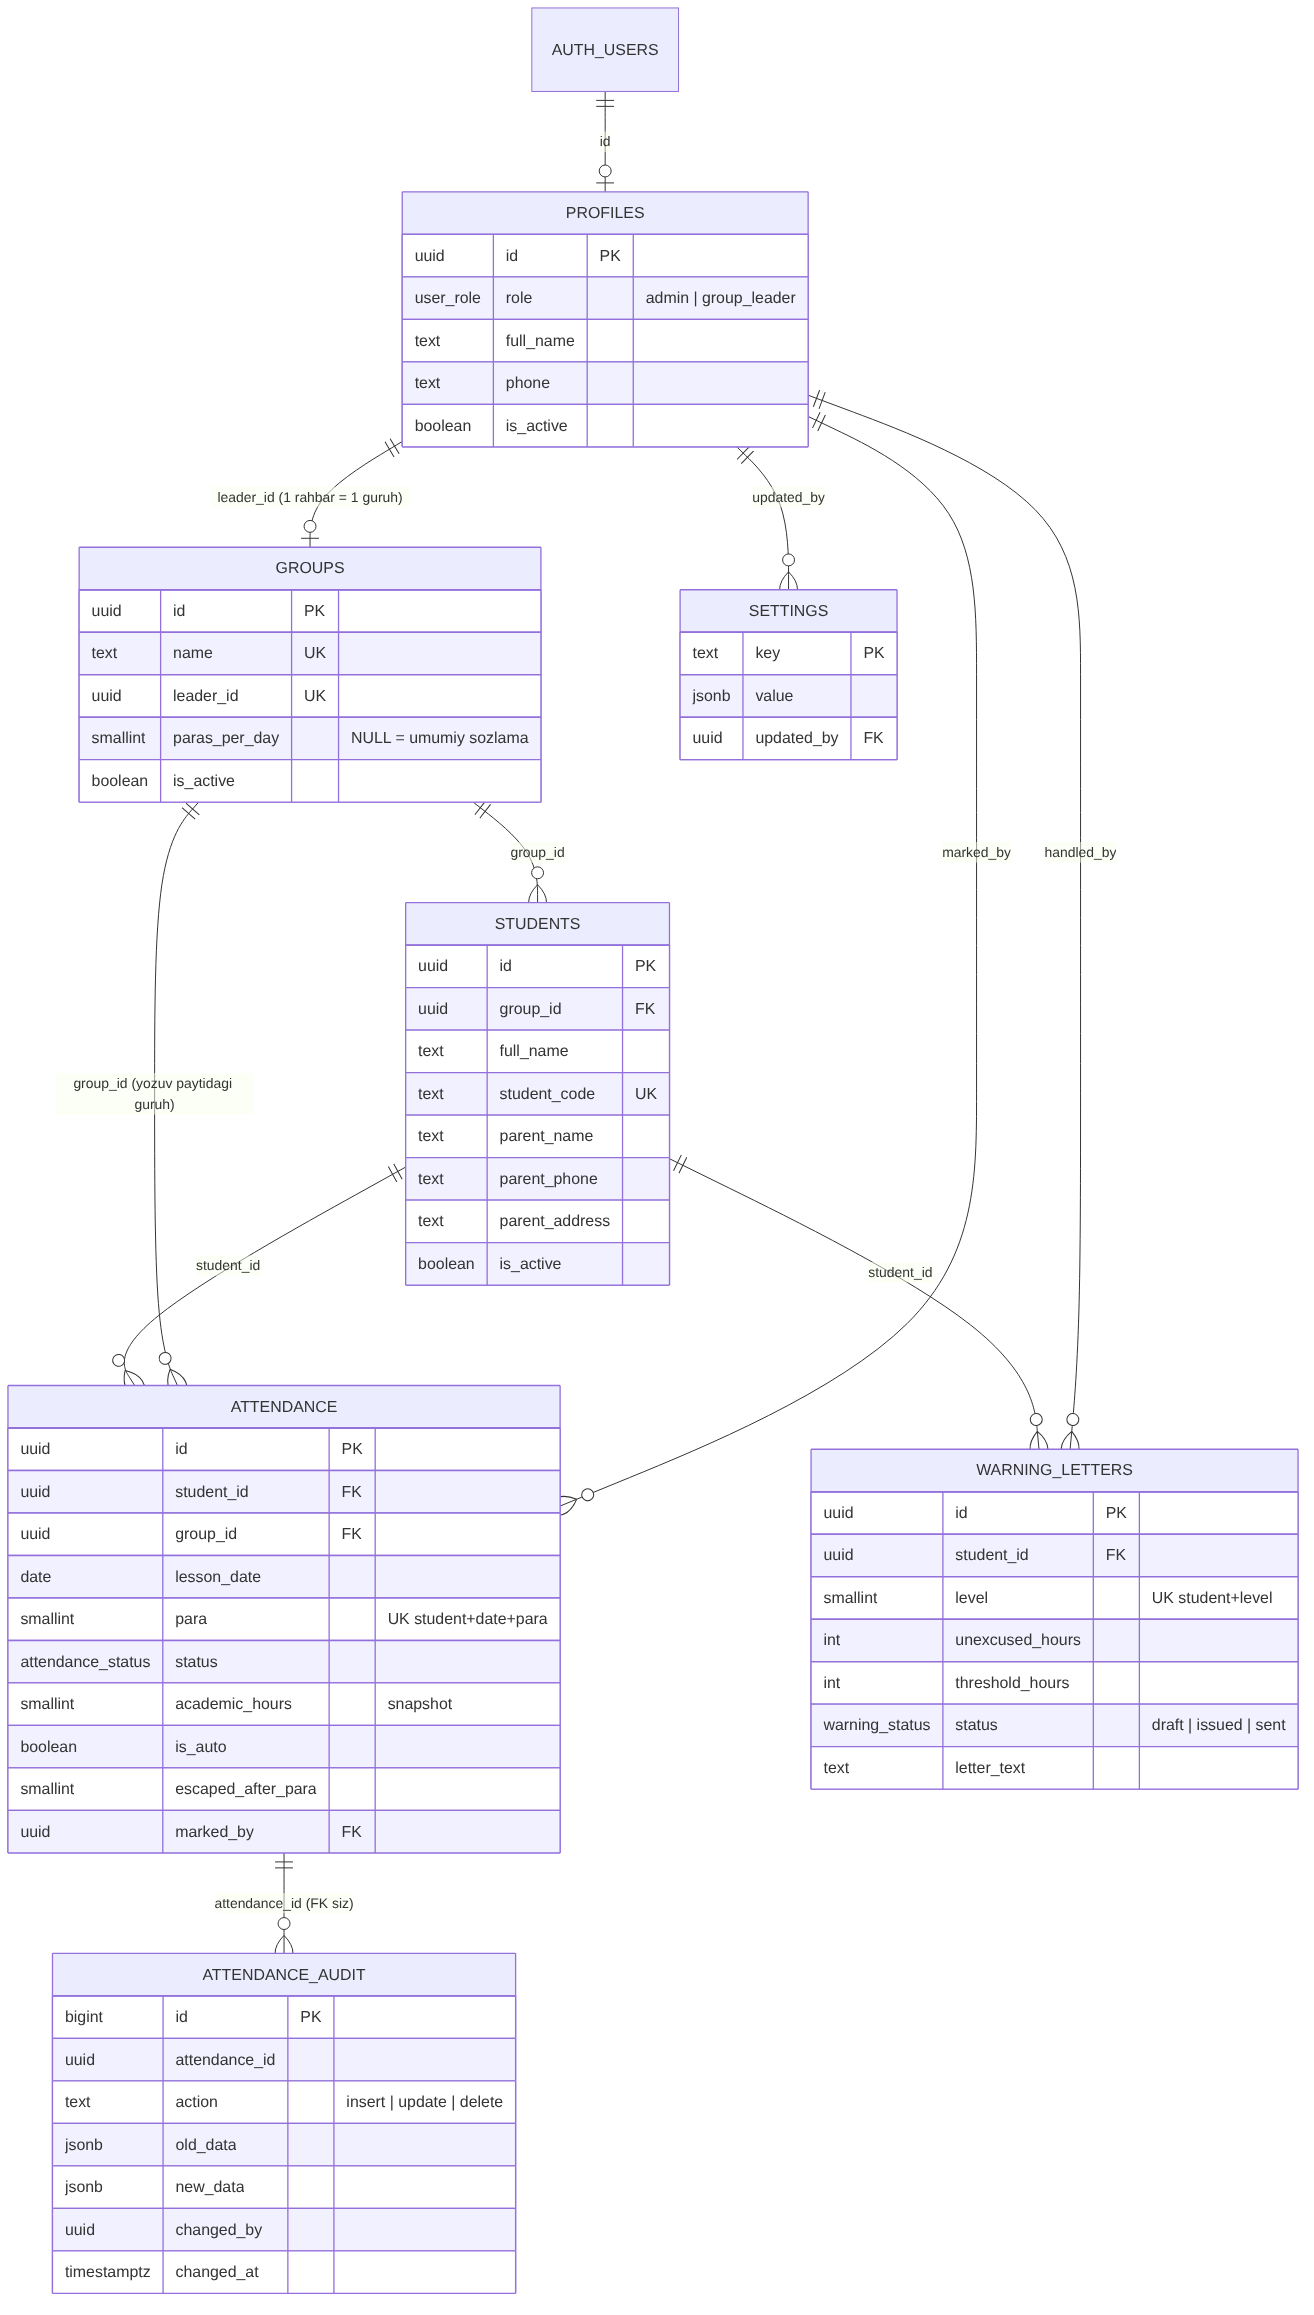 AUTH_USERS
id
PROFILES
uuid id PK
user_role role admin | group_leader
text full_name
text phone
boolean is_active
leader_id (1 rahbar = 1 guruh)
updated_by
GROUPS
uuid id PK
text name UK
uuid leader_id UK
smallint paras_per_day NULL = umumiy sozlama
boolean is_active
SETTINGS
text key PK
jsonb value
uuid updated_by FK
group_id
marked_by
handled_by
STUDENTS
uuid id PK
uuid group_id FK
text full_name
text student_code UK
text parent_name
text parent_phone
text parent_address
boolean is_active
group_id (yozuv paytidagi
guruh)
student_id
student_id
ATTENDANCE
uuid id PK
uuid student_id FK
uuid group_id FK
date lesson_date
smallint para UK student+date+para
attendance_status status
smallint academic_hours snapshot
boolean is_auto
smallint escaped_after_para
uuid marked_by FK
WARNING_LETTERS
uuid id PK
uuid student_id FK
smallint level UK student+level
int unexcused_hours
int threshold_hours
warning_status status draft | issued | sent
text letter_text
attendance_id (FK siz)
ATTENDANCE_AUDIT
bigint id PK
uuid attendance_id
text action insert | update | delete
jsonb old_data
jsonb new_data
uuid changed_by
timestamptz changed_at